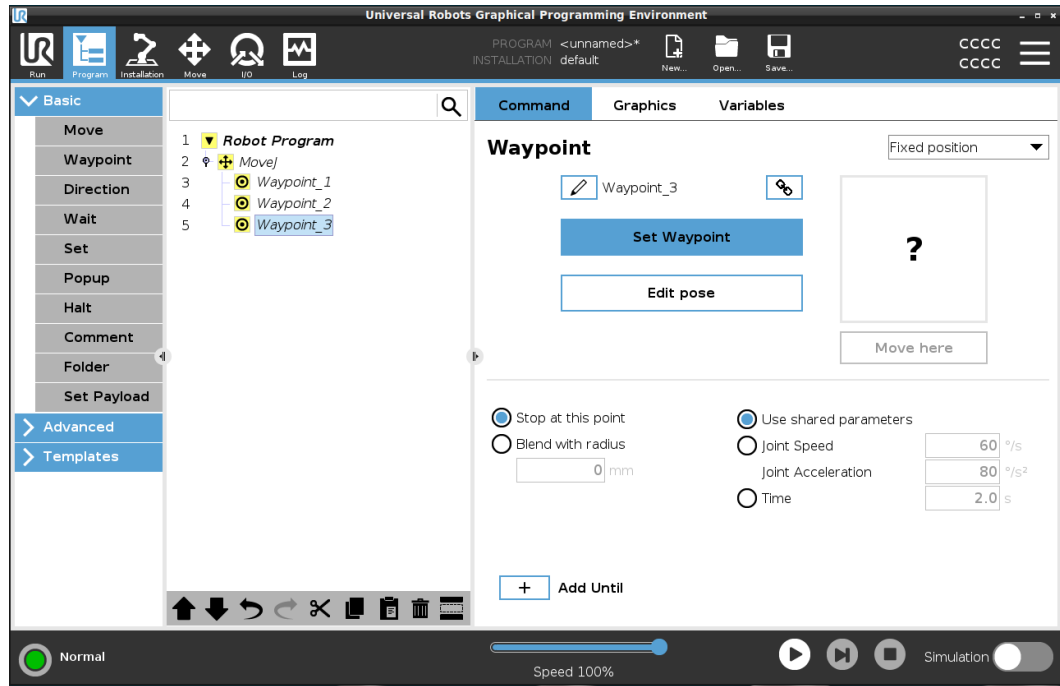 Universal Robots Graphical Programming Environment
UR
Run
Program
Installation
Move
I/O
Log
PROGRAM <unnamed>*
INSTALLATION default
New...
Open...
Save...
CCCC
CCCC
Basic
Move
Waypoint
Direction
Wait
Set
Popup
Halt
Comment
Folder
Set Payload
Advanced
Templates
1 Robot Program
2 MoveJ
3 Waypoint_1
4 Waypoint_2
5 Waypoint_3
Command Graphics Variables
Waypoint
Fixed position
Waypoint_3
Set Waypoint
Edit pose
?
Move here
Stop at this point
Blend with radius
0 mm
Use shared parameters
Joint Speed 60 °/s
Joint Acceleration 80 °/s²
Time 2.0 s
+ Add Until
Normal
Speed 100%
Simulation